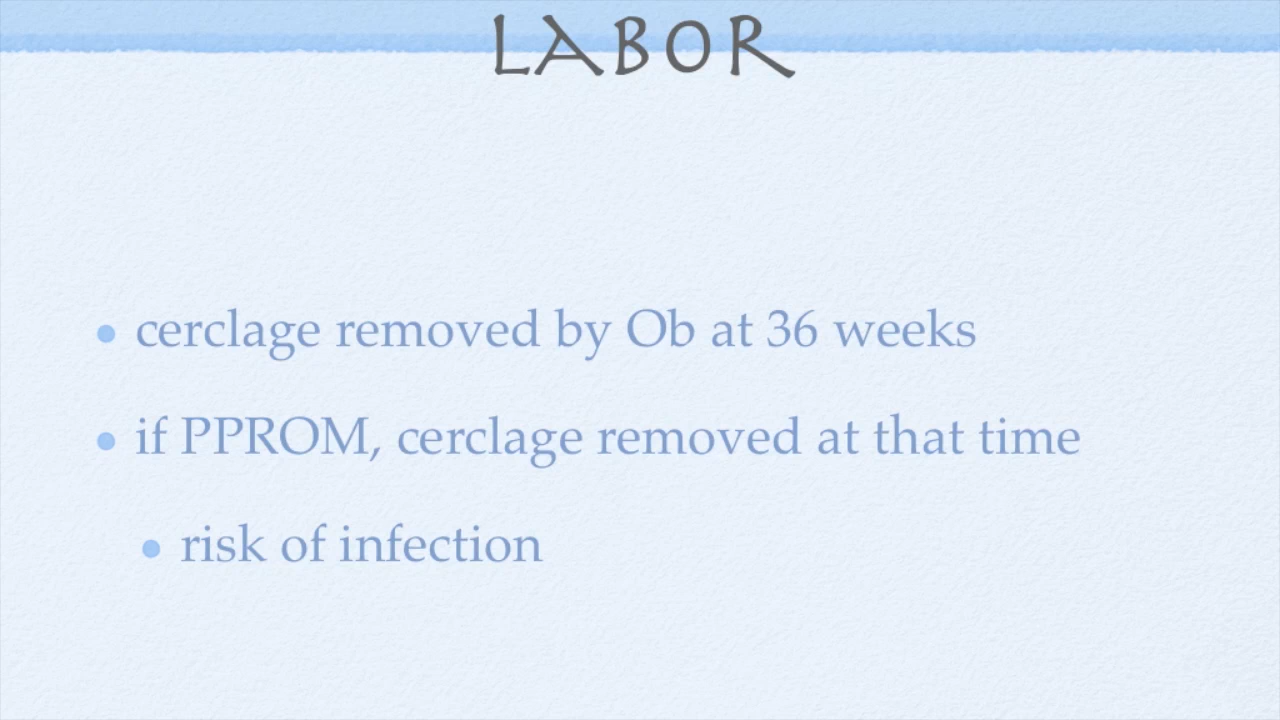 LABOR
cerclage removed by Ob at 36 weeks
if PPROM, cerclage removed at that time
risk of infection